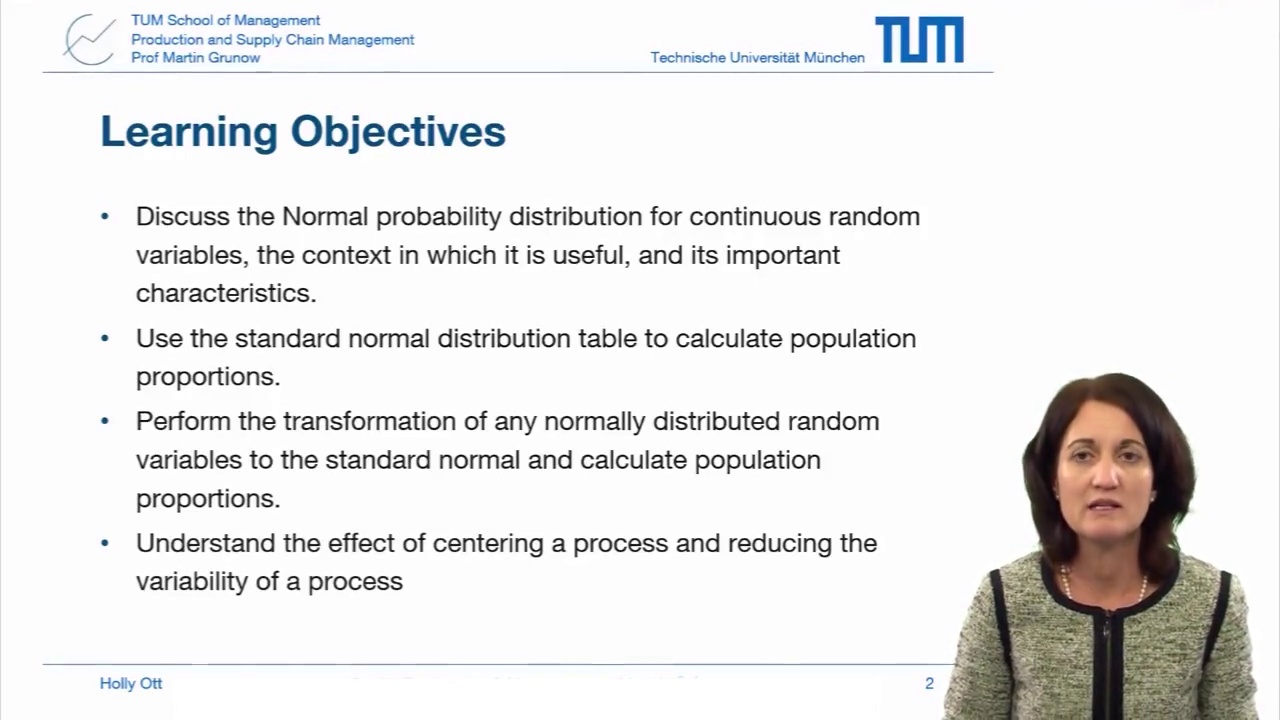 TUM School of Management
Production and Supply Chain Management
Prof Martin Grunow
Technische Universität München
TUM
Learning Objectives
• Discuss the Normal probability distribution for continuous random
variables, the context in which it is useful, and its important
characteristics.
• Use the standard normal distribution table to calculate population
proportions.
• Perform the transformation of any normally distributed random
variables to the standard normal and calculate population
proportions.
• Understand the effect of centering a process and reducing the
variability of a process
Holly Ott
2